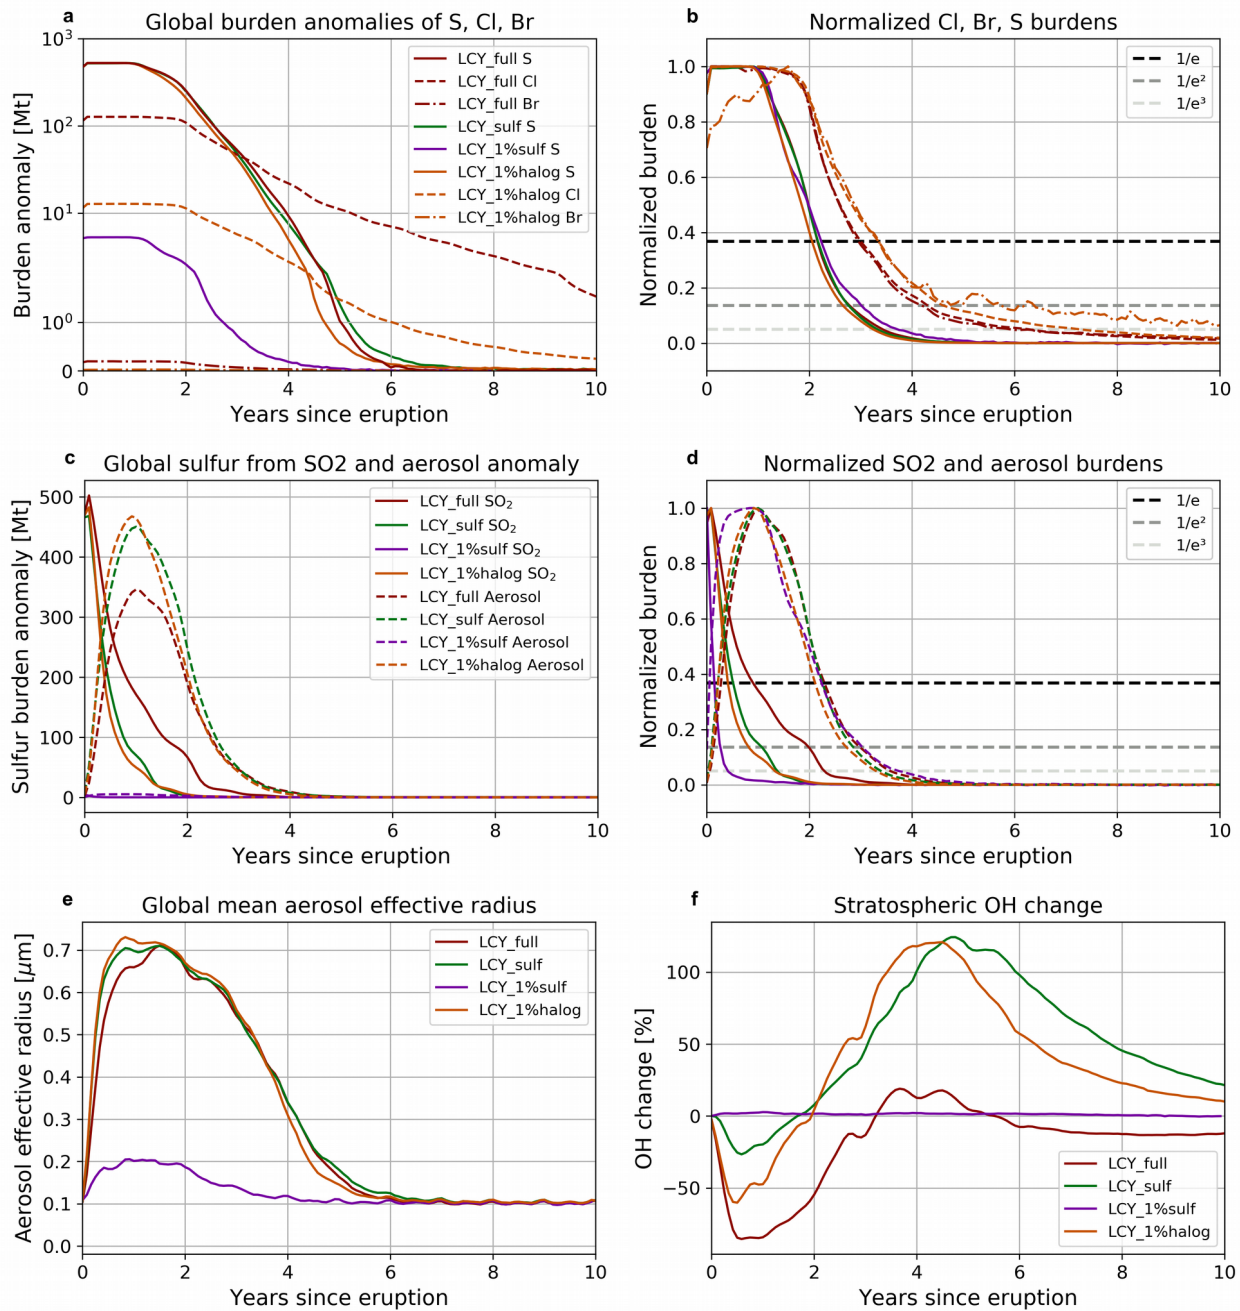 a
Global burden anomalies of S, Cl, Br
Burden anomaly [Mt]
10³
10²
10¹
10⁰
0
LCY_full S
LCY_full Cl
LCY_full Br
LCY_sulf S
LCY_1%sulf S
LCY_1%halog S
LCY_1%halog Cl
LCY_1%halog Br
0 2 4 6 8 10
Years since eruption
b
Normalized Cl, Br, S burdens
Normalized burden
1.0
0.8
0.6
0.4
0.2
0.0
1/e
1/e²
1/e³
0 2 4 6 8 10
Years since eruption
c
Global sulfur from SO2 and aerosol anomaly
Sulfur burden anomaly [Mt]
500
400
300
200
100
0
LCY_full SO₂
LCY_sulf SO₂
LCY_1%sulf SO₂
LCY_1%halog SO₂
LCY_full Aerosol
LCY_sulf Aerosol
LCY_1%sulf Aerosol
LCY_1%halog Aerosol
0 2 4 6 8 10
Years since eruption
d
Normalized SO2 and aerosol burdens
Normalized burden
1.0
0.8
0.6
0.4
0.2
0.0
1/e
1/e²
1/e³
0 2 4 6 8 10
Years since eruption
e
Global mean aerosol effective radius
Aerosol effective radius [μm]
0.7
0.6
0.5
0.4
0.3
0.2
0.1
0.0
LCY_full
LCY_sulf
LCY_1%sulf
LCY_1%halog
0 2 4 6 8 10
Years since eruption
f
Stratospheric OH change
OH change [%]
100
50
0
−50
LCY_full
LCY_sulf
LCY_1%sulf
LCY_1%halog
0 2 4 6 8 10
Years since eruption